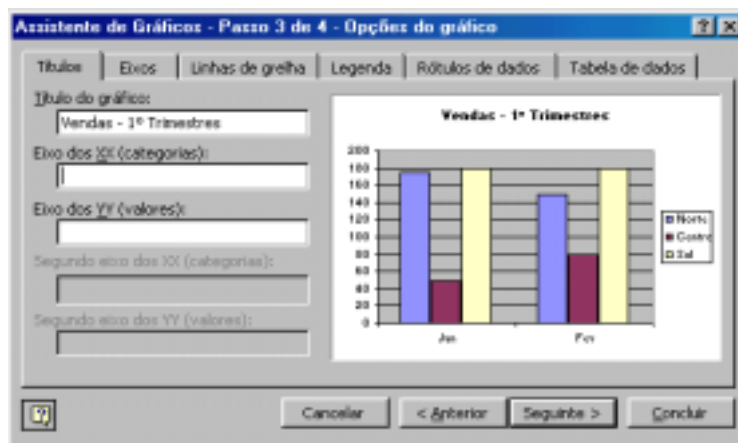 Assistente de Gráficos - Passo 3 de 4 - Opções do gráfico
Títulos Eixos Linhas de grelha Legenda Rótulos de dados Tabela de dados
Título do gráfico:
Vendas - 1º Trimestres
Eixo dos XX (categorias):
Eixo dos YY (valores):
Segundo eixo dos XX (categorias):
Segundo eixo dos YY (valores):
Vendas - 1º Trimestres
200
180
160
140
120
100
80
60
40
20
0
Jan Fev
Norte
Centro
Sul
Cancelar < Anterior Seguinte > Concluir